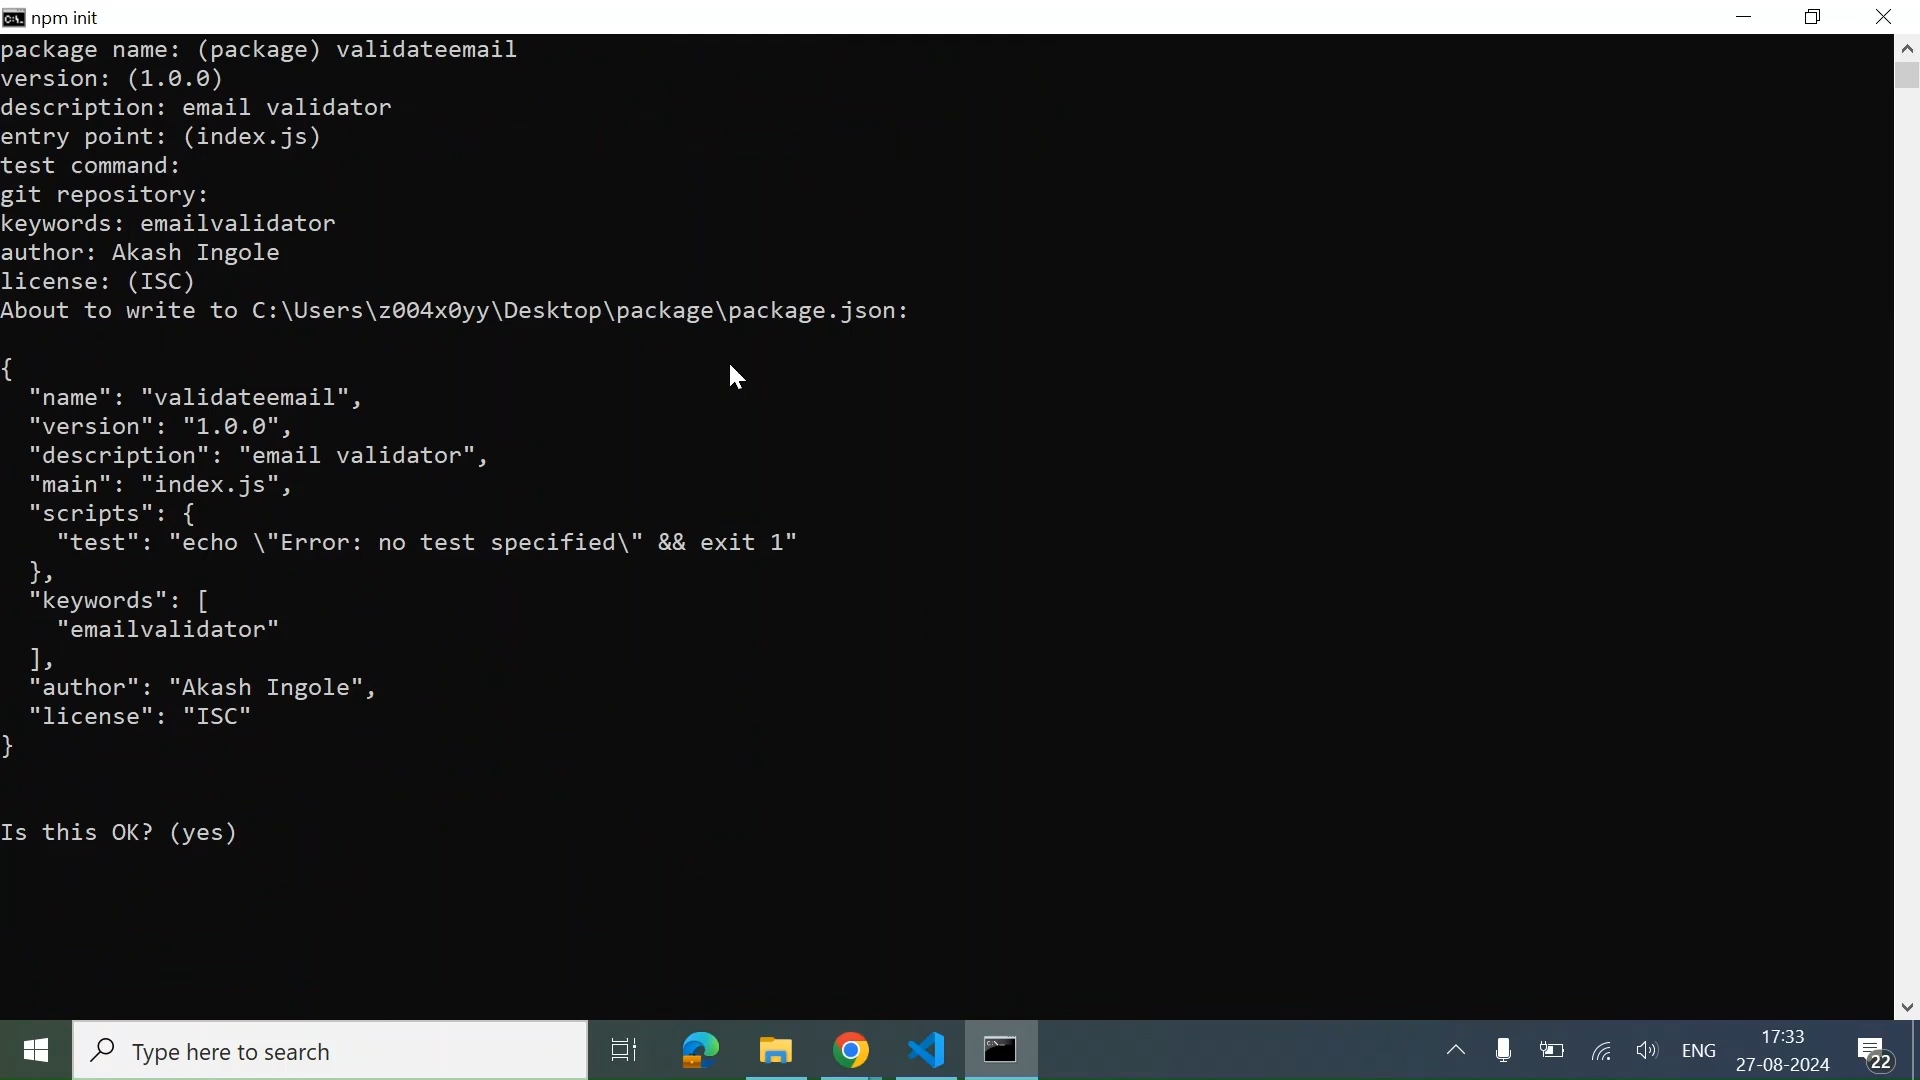 npm init
package name: (package) validateemail
version: (1.0.0)
description: email validator
entry point: (index.js)
test command:
git repository:
keywords: emailvalidator
author: Akash Ingole
license: (ISC)
About to write to C:\Users\z004x0yy\Desktop\package\package.json:
{
  "name": "validateemail",
  "version": "1.0.0",
  "description": "email validator",
  "main": "index.js",
  "scripts": {
    "test": "echo \"Error: no test specified\" && exit 1"
  },
  "keywords": [
    "emailvalidator"
  ],
  "author": "Akash Ingole",
  "license": "ISC"
}
Is this OK? (yes)
Type here to search
ENG
17:33
27-08-2024
22